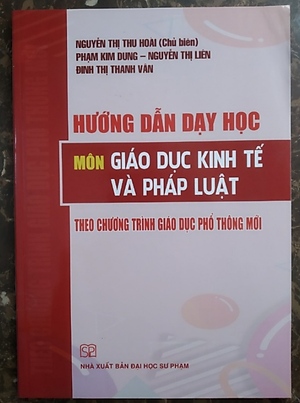 NGUYỄN THỊ THU HOÀI (Chủ biên)
PHẠM KIM DUNG – NGUYỄN THỊ LIÊN
ĐINH THỊ THANH VÂN
HƯỚNG DẪN DẠY HỌC
MÔN GIÁO DỤC KINH TẾ
VÀ PHÁP LUẬT
THEO CHƯƠNG TRÌNH GIÁO DỤC PHỔ THÔNG MỚI
NHÀ XUẤT BẢN ĐẠI HỌC SƯ PHẠM